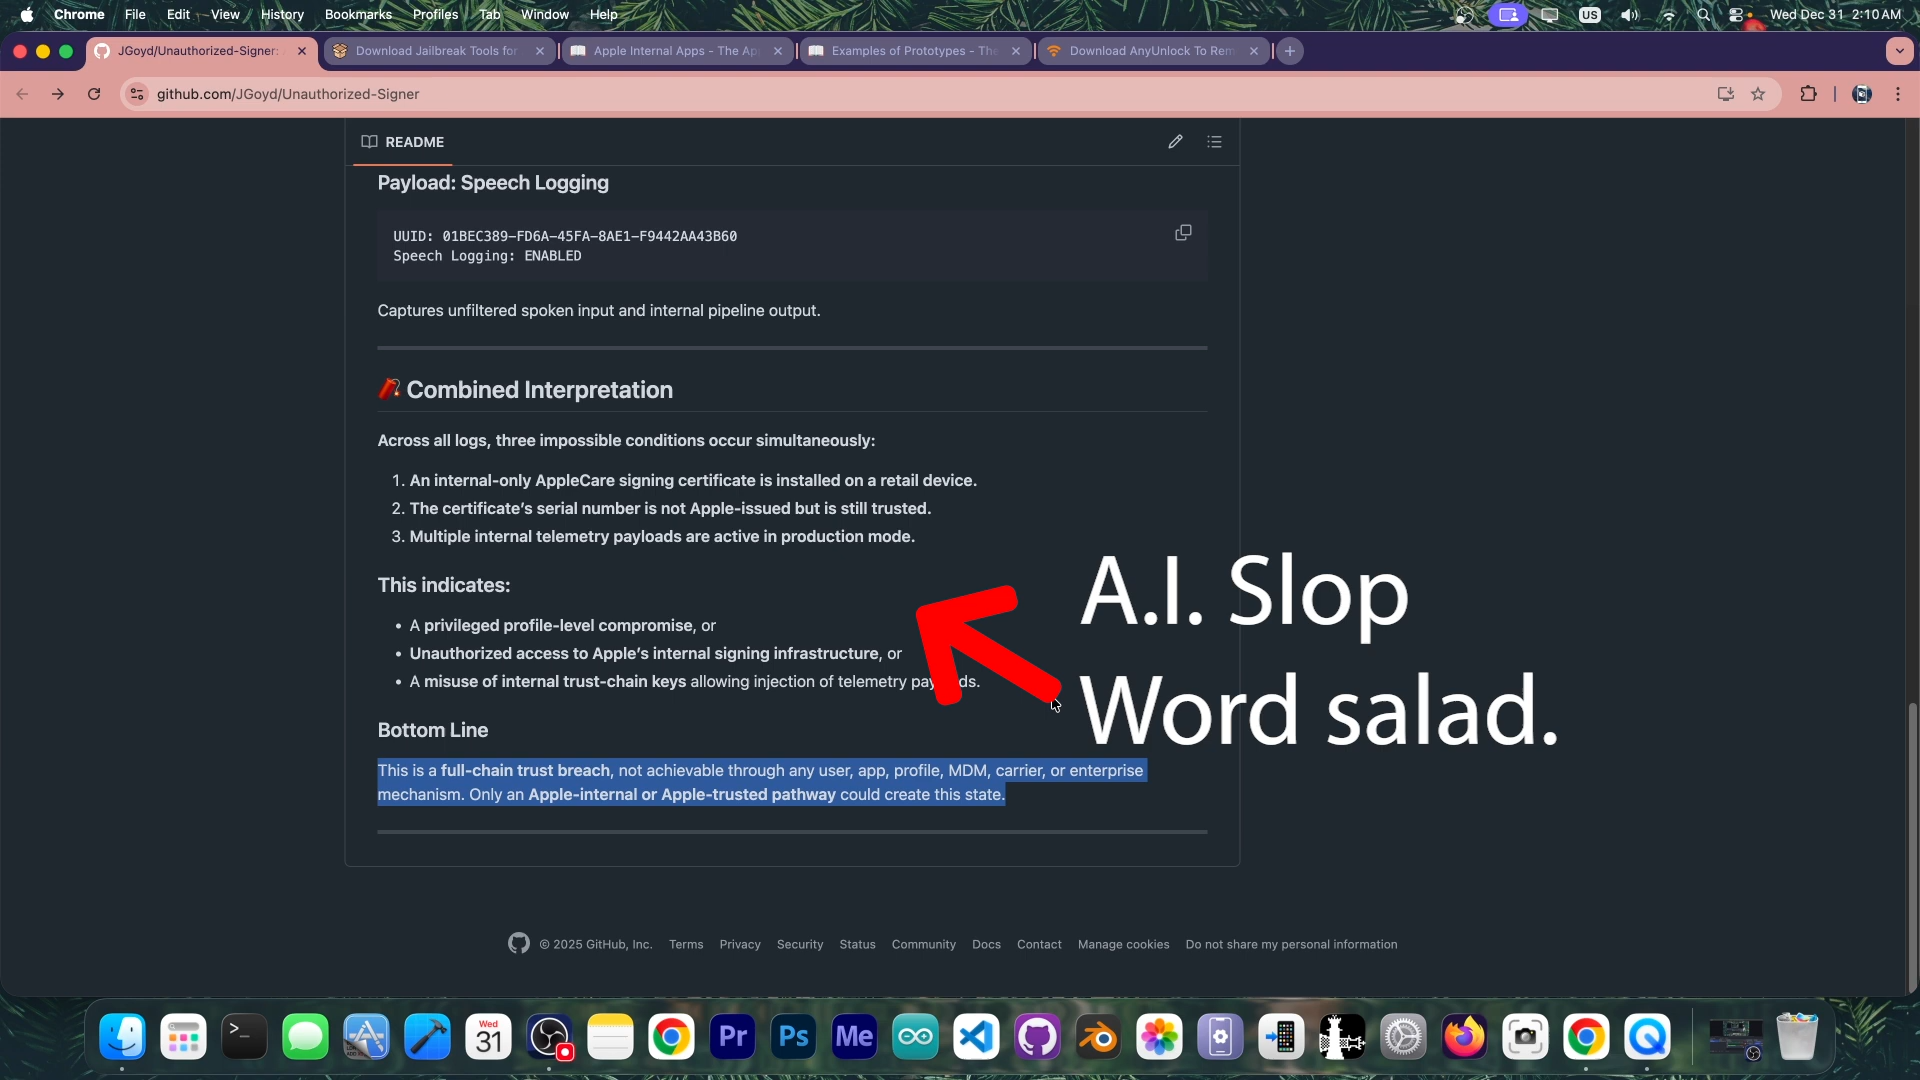 Chrome File Edit View History Bookmarks Profiles Tab Window Help US Wed Dec 31 2:10 AM
JGoyd/Unauthorized-Signer: Download Jailbreak Tools for Apple Internal Apps - The Ap Examples of Prototypes - The Download AnyUnlock To Rem
github.com/JGoyd/Unauthorized-Signer
README
Payload: Speech Logging
UUID: 01BEC389-FD6A-45FA-8AE1-F9442AA43B60
Speech Logging: ENABLED
Captures unfiltered spoken input and internal pipeline output.
Combined Interpretation
Across all logs, three impossible conditions occur simultaneously:
1. An internal-only AppleCare signing certificate is installed on a retail device.
2. The certificate's serial number is not Apple-issued but is still trusted.
3. Multiple internal telemetry payloads are active in production mode.
This indicates:
• A privileged profile-level compromise, or
• Unauthorized access to Apple's internal signing infrastructure, or
• A misuse of internal trust-chain keys allowing injection of telemetry pay ds.
A.I. Slop
Word salad.
Bottom Line
This is a full-chain trust breach, not achievable through any user, app, profile, MDM, carrier, or enterprise
mechanism. Only an Apple-internal or Apple-trusted pathway could create this state.
© 2025 GitHub, Inc. Terms Privacy Security Status Community Docs Contact Manage cookies Do not share my personal information
Wed
31
Pr Ps Me